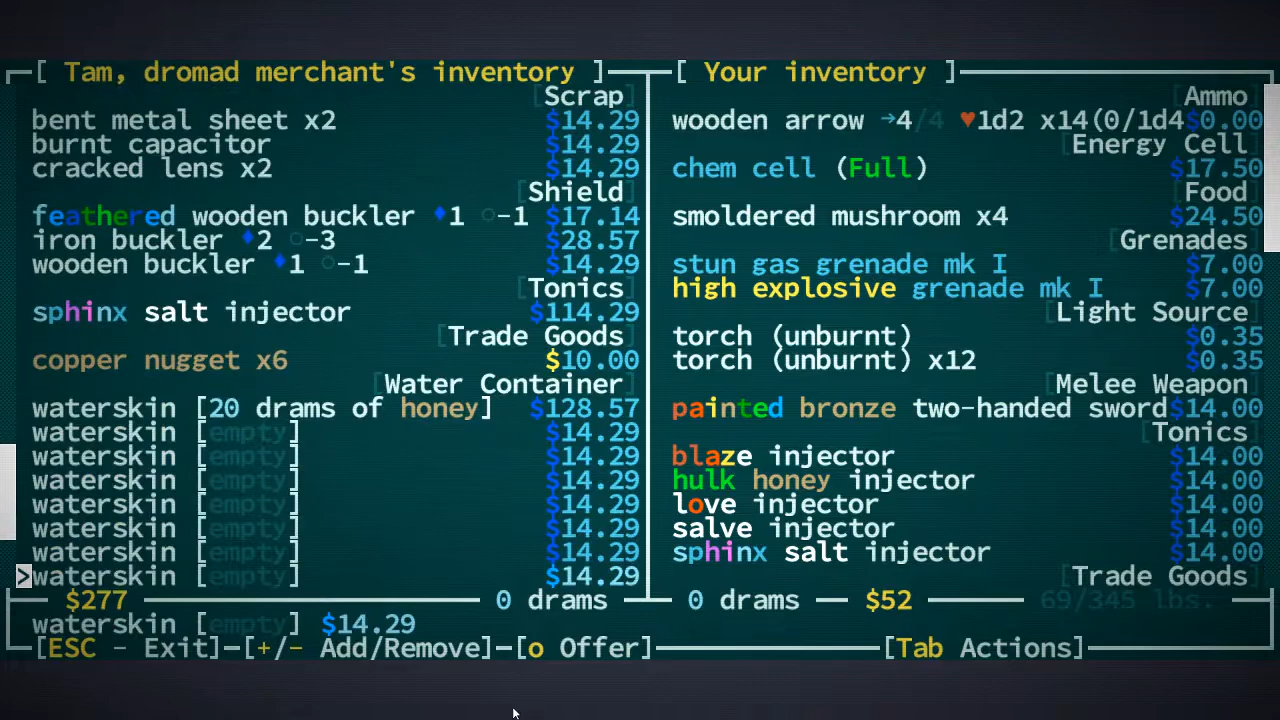 [ Tam, dromad merchant's inventory ]
[Scrap]
bent metal sheet x2 $14.29
burnt capacitor $14.29
cracked lens x2 $14.29
[Shield]
feathered wooden buckler ♦1 ○-1 $17.14
iron buckler ♦2 ○-3 $28.57
wooden buckler ♦1 ○-1 $14.29
[Tonics]
sphinx salt injector $114.29
[Trade Goods]
copper nugget x6 $10.00
[Water Container]
waterskin [20 drams of honey] $128.57
waterskin [empty] $14.29
waterskin [empty] $14.29
waterskin [empty] $14.29
waterskin [empty] $14.29
waterskin [empty] $14.29
waterskin [empty] $14.29
>waterskin [empty] $14.29
$277 0 drams
[ Your inventory ]
[Ammo]
wooden arrow →4/4 ♥1d2 x14(0/1d4$0.00
[Energy Cell]
chem cell (Full) $17.50
[Food]
smoldered mushroom x4 $24.50
[Grenades]
stun gas grenade mk I $7.00
high explosive grenade mk I $7.00
[Light Source]
torch (unburnt) $0.35
torch (unburnt) x12 $0.35
[Melee Weapon]
painted bronze two-handed sword$14.00
[Tonics]
blaze injector $14.00
hulk honey injector $14.00
love injector $14.00
salve injector $14.00
sphinx salt injector $14.00
[Trade Goods]
0 drams $52 69/345 lbs.
waterskin [empty] $14.29
[ESC - Exit]-[+/- Add/Remove]-[o Offer] [Tab Actions]